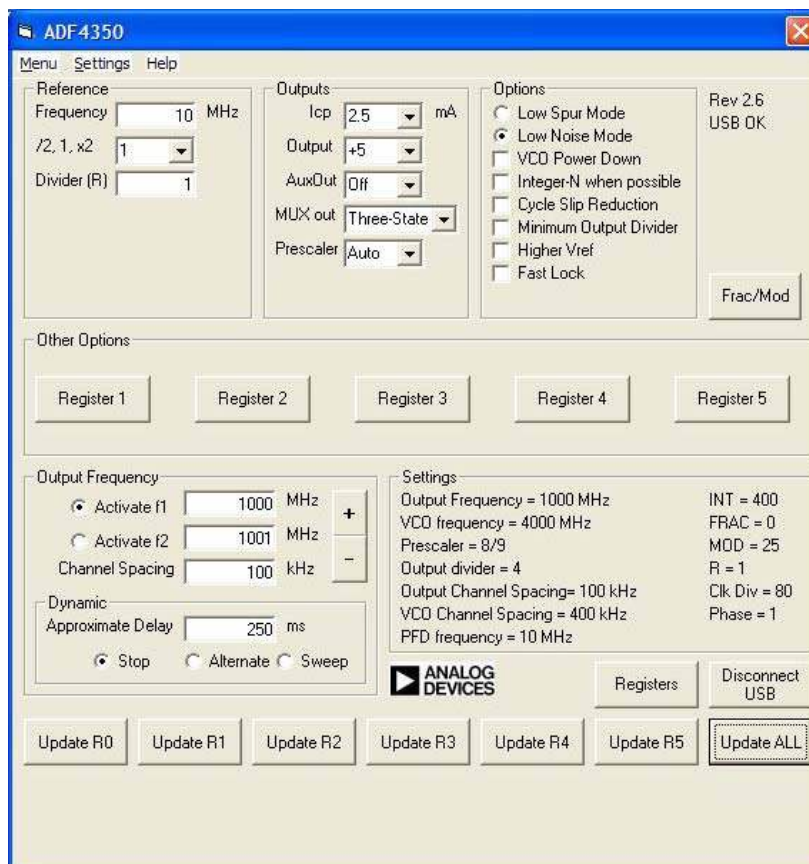 ADF4350
Menu Settings Help
Reference
Frequency 10 MHz
/2, 1, x2 1
Divider (R) 1
Outputs
Icp 2.5 mA
Output +5
AuxOut Off
MUX out Three-State
Prescaler Auto
Options
Low Spur Mode
Low Noise Mode
VCO Power Down
Integer-N when possible
Cycle Slip Reduction
Minimum Output Divider
Higher Vref
Fast Lock
Rev 2.6
USB OK
Frac/Mod
Other Options
Register 1 Register 2 Register 3 Register 4 Register 5
Output Frequency
Activate f1 1000 MHz +
Activate f2 1001 MHz −
Channel Spacing 100 kHz
Dynamic
Approximate Delay 250 ms
Stop Alternate Sweep
Settings
Output Frequency = 1000 MHz
VCO frequency = 4000 MHz
Prescaler = 8/9
Output divider = 4
Output Channel Spacing= 100 kHz
VCO Channel Spacing = 400 kHz
PFD frequency = 10 MHz
INT = 400
FRAC = 0
MOD = 25
R = 1
Clk Div = 80
Phase = 1
ANALOG
DEVICES
Registers
Disconnect
USB
Update R0 Update R1 Update R2 Update R3 Update R4 Update R5 Update ALL